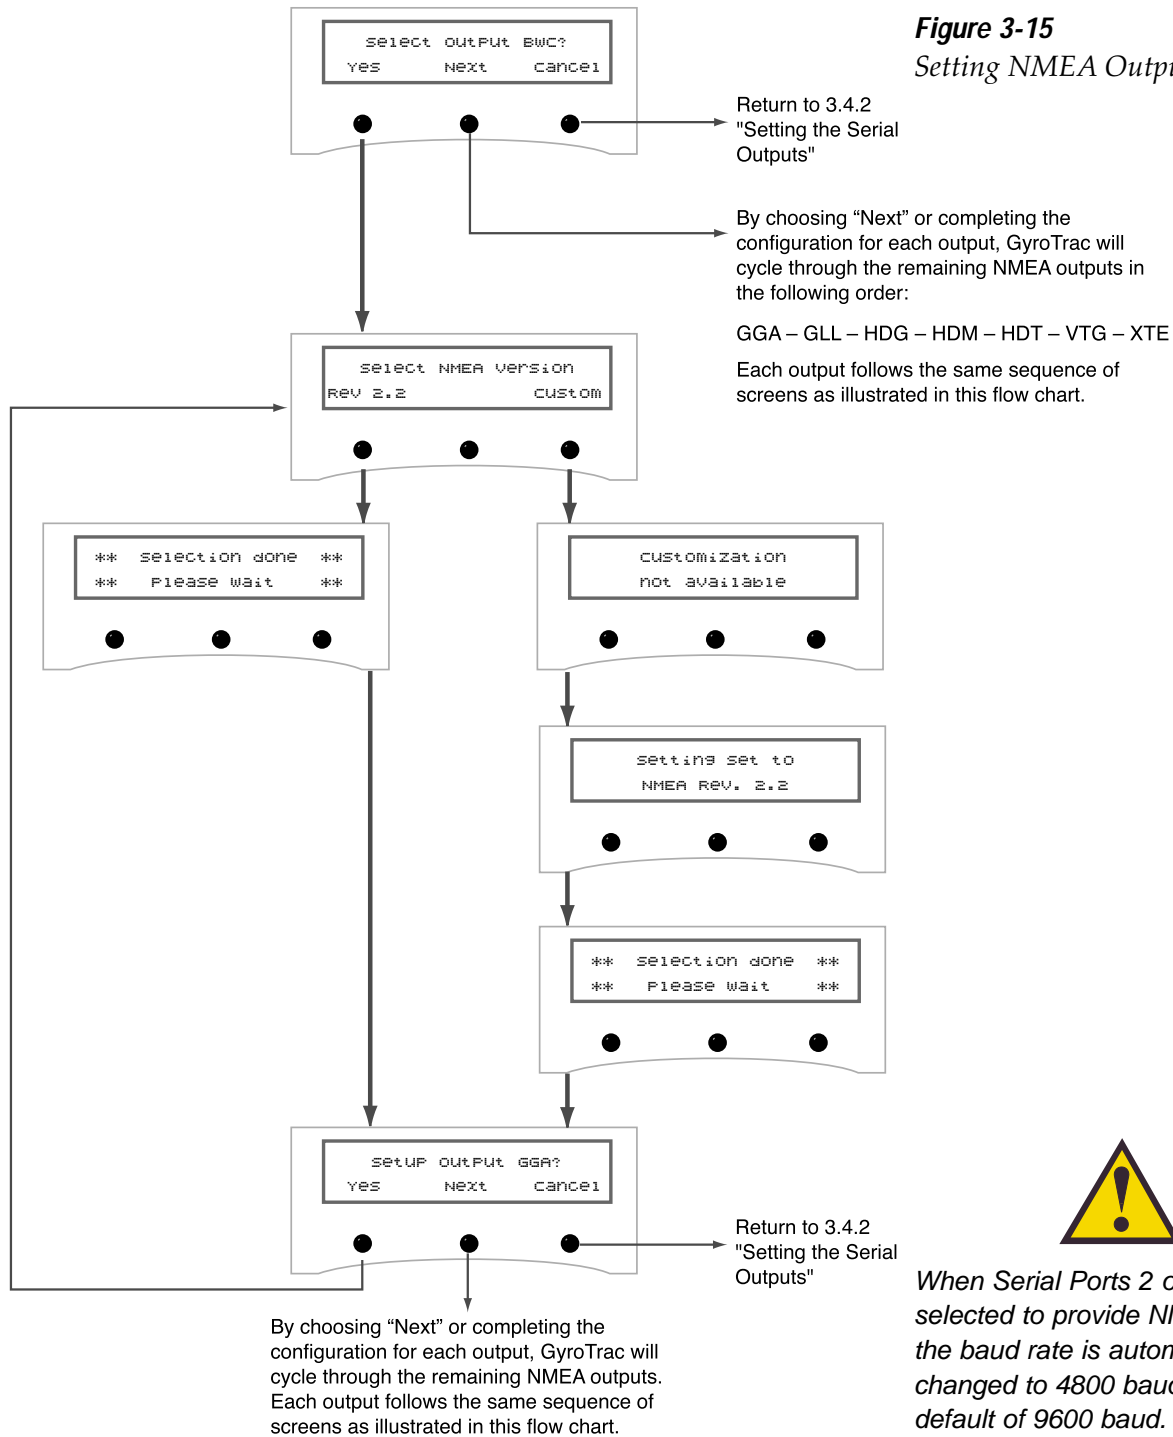 Figure 3-15
Setting NMEA
Select Output BWC?
Yes Next Cancel
Return to 3.4.2
"Setting the Serial
Outputs"
By choosing “Next” or completing the
configuration for each output, GyroTrac will
cycle through the remaining NMEA outputs in
the following order:
GGA – GLL – HDG – HDM – HDT – VTG – XTE
Each output follows the same sequence of
screens as illustrated in this flow chart.
Select NMEA Version
Rev 2.2 Custom
** Selection done **
** Please Wait **
Customization
not available
Setting set to
NMEA Rev. 2.2
** Selection done **
** Please Wait **
Setup Output GGA?
Yes Next Cancel
Return to 3.4.2
"Setting the Serial
Outputs"
By choosing “Next” or completing the
configuration for each output, GyroTrac will
cycle through the remaining NMEA outputs.
Each output follows the same sequence of
screens as illustrated in this flow chart.
When Serial Ports 2
selected to provide
the baud rate is
changed to 4800
default of 9600 baud.